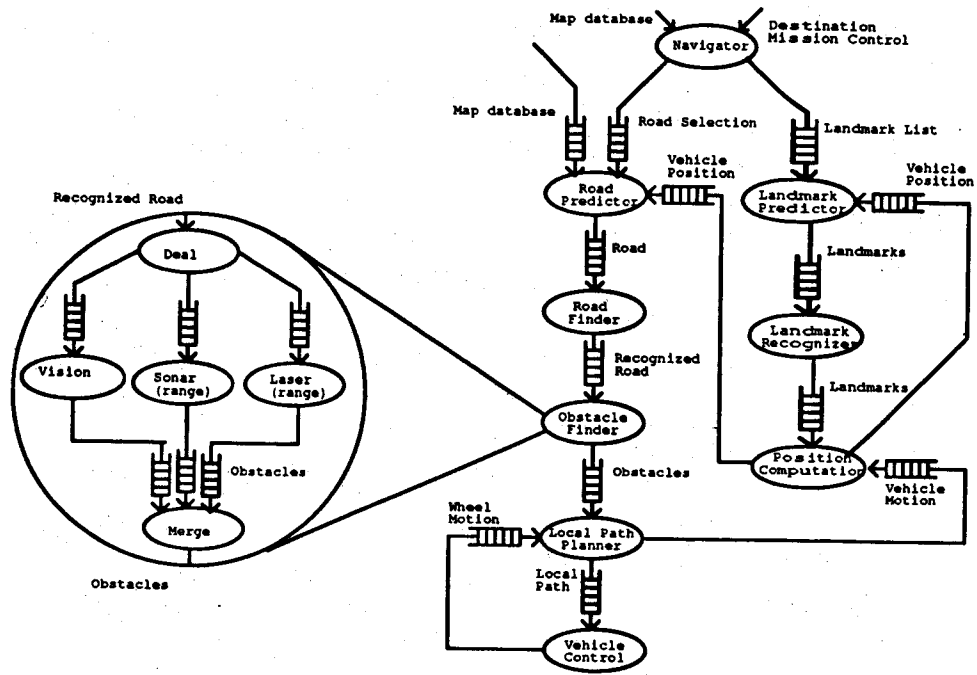 Map database
Destination
Mission Control
Navigator
Map database
Road Selection
Landmark List
Vehicle
Position
Vehicle
Position
Road
Predictor
Landmark
Predictor
Recognized Road
Deal
Road
Landmarks
Road
Finder
Landmark
Recognizer
Vision
Sonar
(range)
Laser
(range)
Recognized
Road
Landmarks
Obstacle
Finder
Obstacles
Obstacles
Position
Computation
Vehicle
Motion
Wheel
Motion
Merge
Local Path
Planner
Obstacles
Local
Path
Vehicle
Control